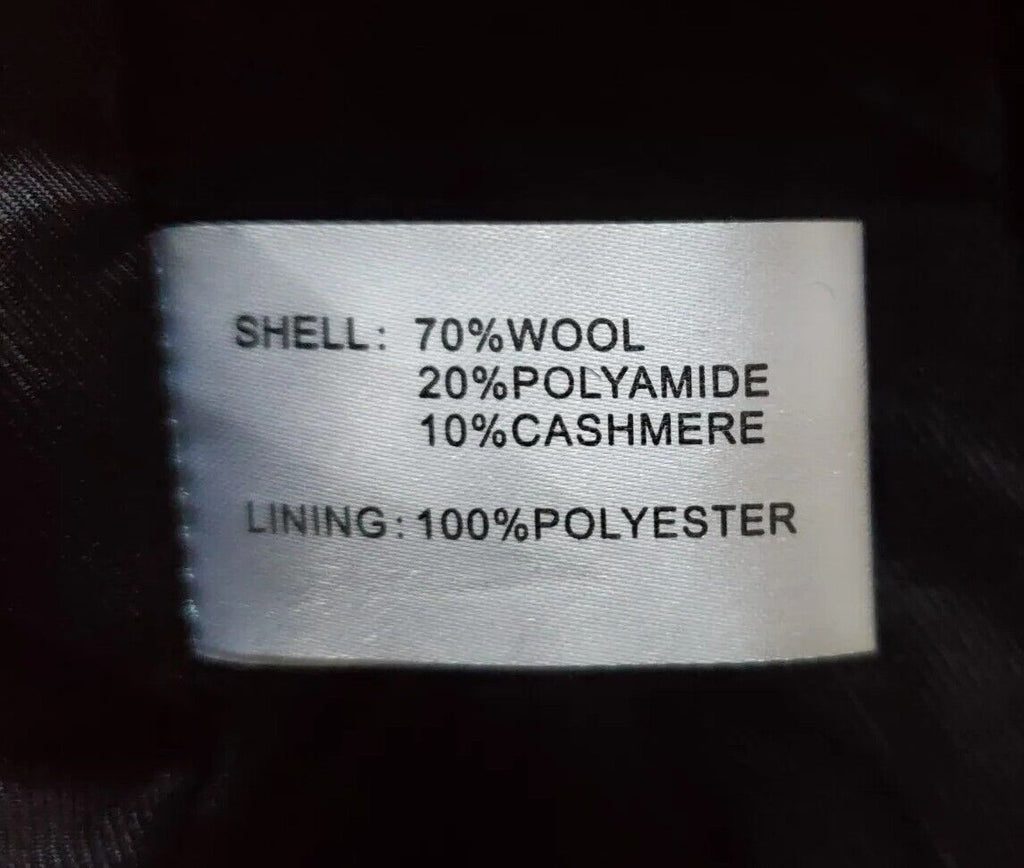 SHELL: 70%WOOL
20%POLYAMIDE
10%CASHMERE
LINING: 100%POLYESTER